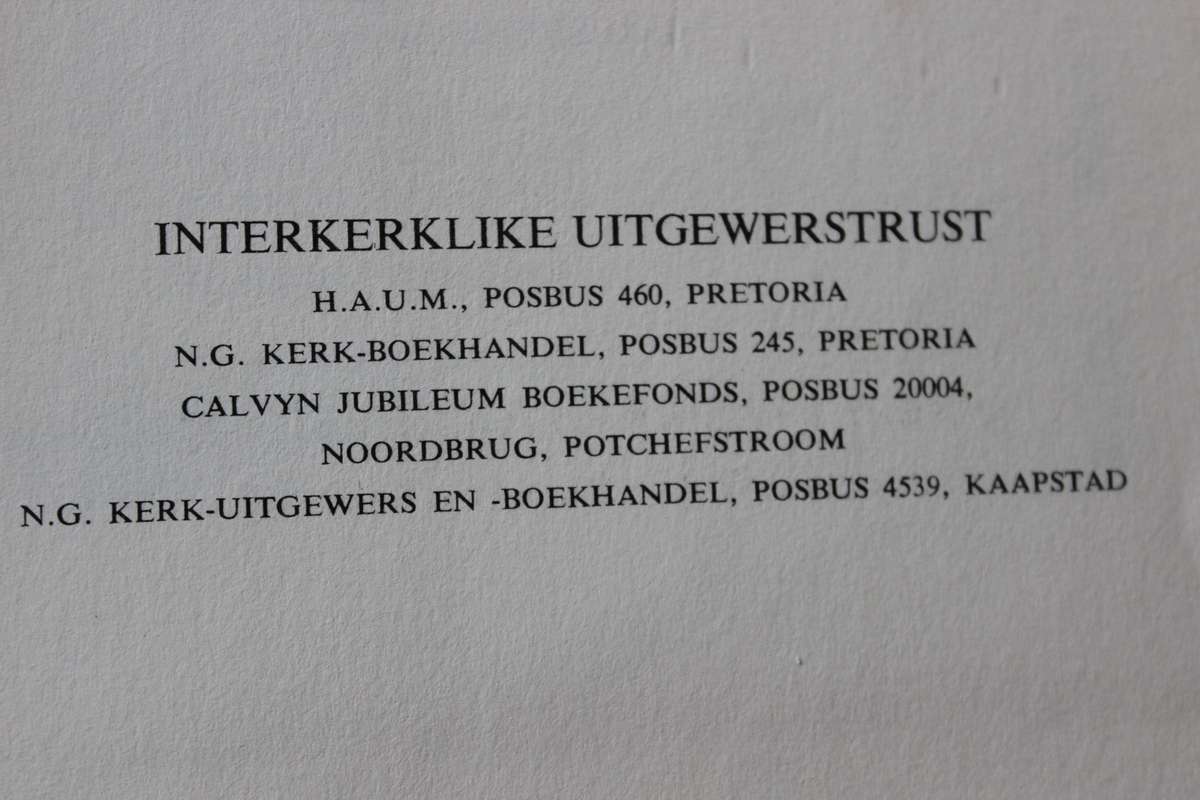 INTERKERKLIKE UITGEWERSTRUST
H.A.U.M., POSBUS 460, PRETORIA
N.G. KERK-BOEKHANDEL, POSBUS 245, PRETORIA
CALVYN JUBILEUM BOEKEFONDS, POSBUS 20004,
NOORDBRUG, POTCHEFSTROOM
N.G. KERK-UITGEWERS EN -BOEKHANDEL, POSBUS 4539, KAAPSTAD